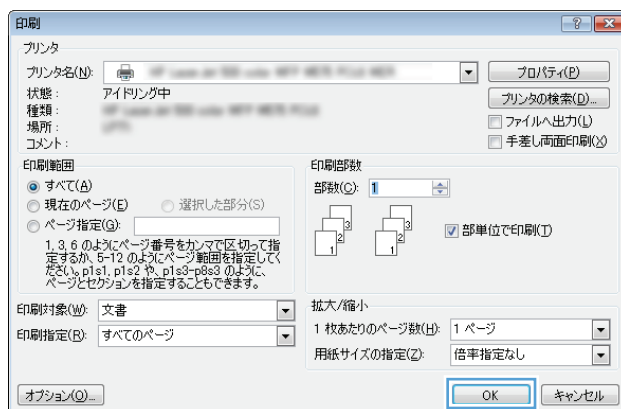 印刷
プリンタ
プリンタ名(N):
プロパティ(P)
状態: アイドリング中
プリンタの検索(D)...
種類:
場所:
ファイルへ出力(L)
コメント:
手差し両面印刷(X)
印刷範囲
すべて(A)
現在のページ(E) 選択した部分(S)
ページ指定(G):
1, 3, 6 のようにページ番号をカンマで区切って指
定するか、5-12 のようにページ範囲を指定してく
ださい。p1s1, p1s2 や、p1s3-p8s3 のように、
ページとセクションを指定することもできます。
印刷部数
部数(C): 1
1 2 3 1 2 3
部単位で印刷(T)
印刷対象(W): 文書
印刷指定(R): すべてのページ
拡大/縮小
1 枚あたりのページ数(H): 1 ページ
用紙サイズの指定(Z): 倍率指定なし
オプション(O)...
OK キャンセル